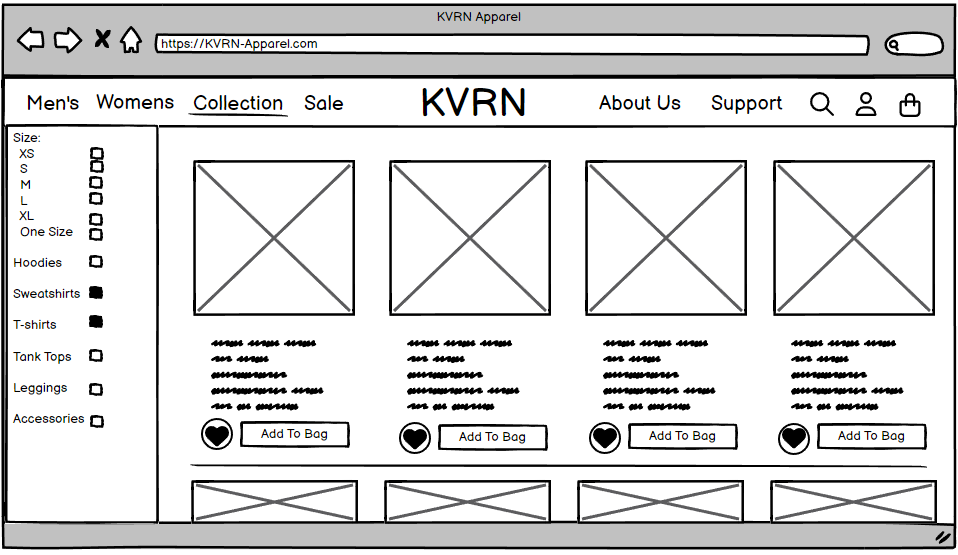 KVRN Apparel
https://KVRN-Apparel.com
Men's Womens Collection Sale KVRN About Us Support
Size:
XS
S
M
L
XL
One Size
Hoodies
Sweatshirts
T-shirts
Tank Tops
Leggings
Accessories
Add To Bag Add To Bag Add To Bag Add To Bag